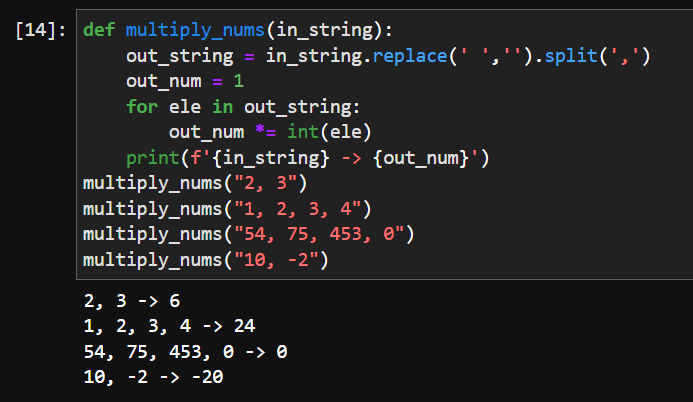 [14]: def multiply_nums(in_string):
    out_string = in_string.replace(' ','').split(',')
    out_num = 1
    for ele in out_string:
        out_num *= int(ele)
    print(f'{in_string} -> {out_num}')
multiply_nums("2, 3")
multiply_nums("1, 2, 3, 4")
multiply_nums("54, 75, 453, 0")
multiply_nums("10, -2")
2, 3 -> 6
1, 2, 3, 4 -> 24
54, 75, 453, 0 -> 0
10, -2 -> -20